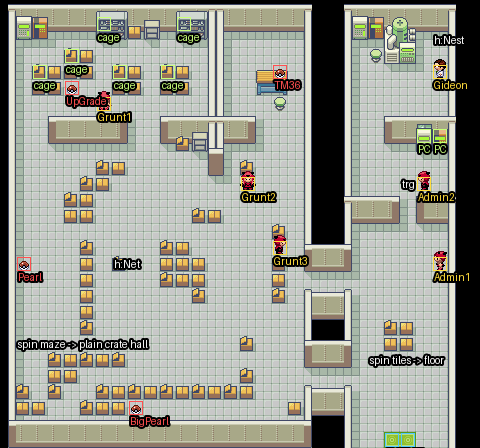 cage
cage
h:Nest
cage
cage
cage
cage
TM36
Gideon
UpGrade
Grunt1
PC PC
trg
Grunt2
Admin2
Grunt3
h:Net
Pearl
Admin1
spin maze -> plain crate hall
spin tiles -> floor
BigPearl